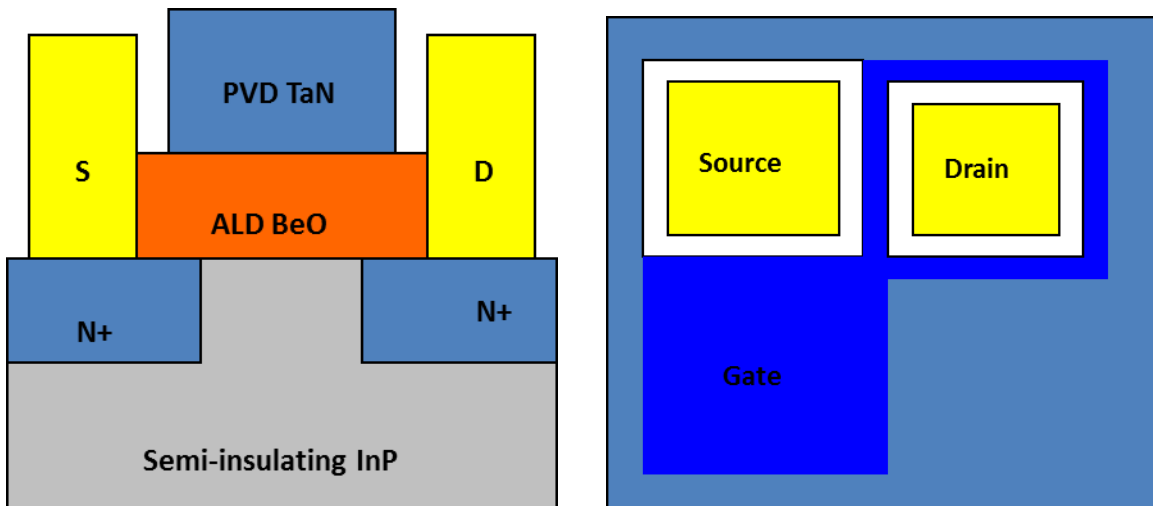 PVD TaN
S
D
ALD BeO
N+
N+
Semi-insulating InP
Source
Drain
Gate